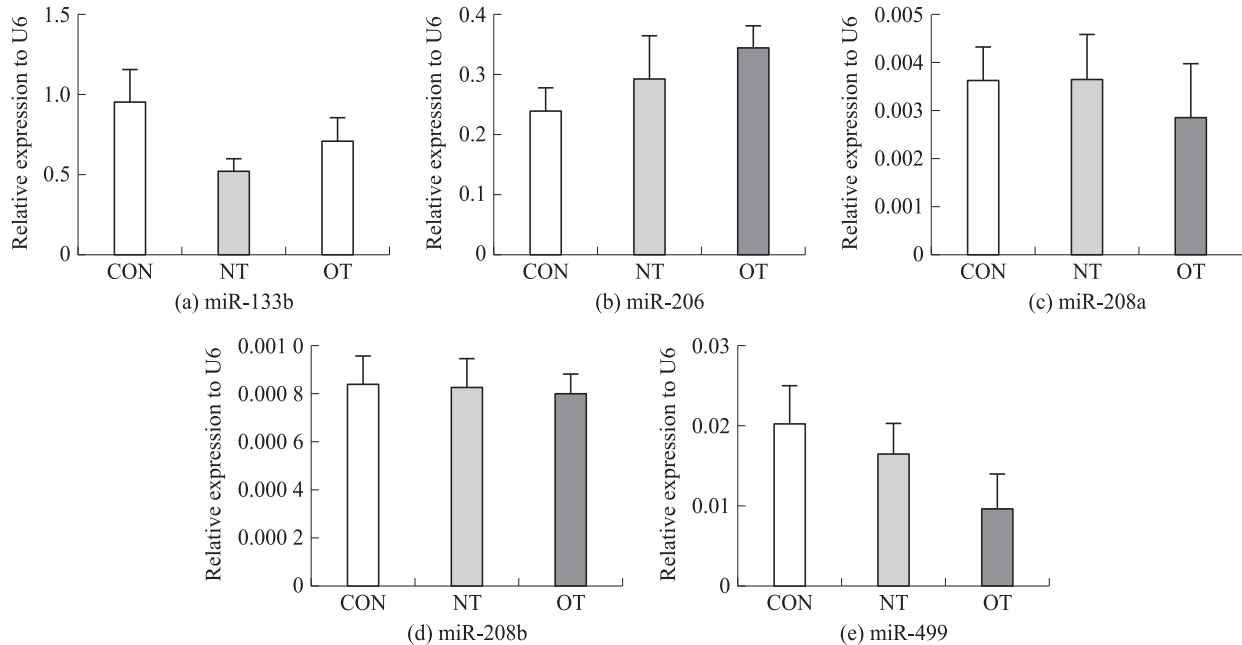 Relative expression to U6
1.5
1.0
0.5
0
CON NT OT
(a) miR-133b
Relative expression to U6
0.4
0.3
0.2
0.1
0
CON NT OT
(b) miR-206
Relative expression to U6
0.005
0.004
0.003
0.002
0.001
0
CON NT OT
(c) miR-208a
Relative expression to U6
0.001 0
0.000 8
0.000 6
0.000 4
0.000 2
0
CON NT OT
(d) miR-208b
Relative expression to U6
0.03
0.02
0.01
0
CON NT OT
(e) miR-499